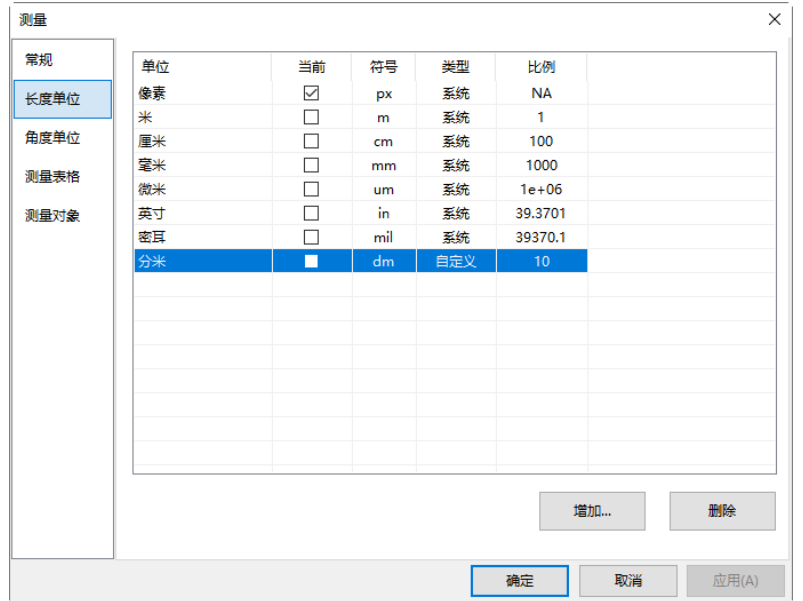 测量
常规
长度单位
角度单位
测量表格
测量对象
单位 当前 符号 类型 比例
像素 px 系统 NA
米 m 系统 1
厘米 cm 系统 100
毫米 mm 系统 1000
微米 um 系统 1e+06
英寸 in 系统 39.3701
密耳 mil 系统 39370.1
分米 dm 自定义 10
增加... 删除
确定 取消 应用(A)